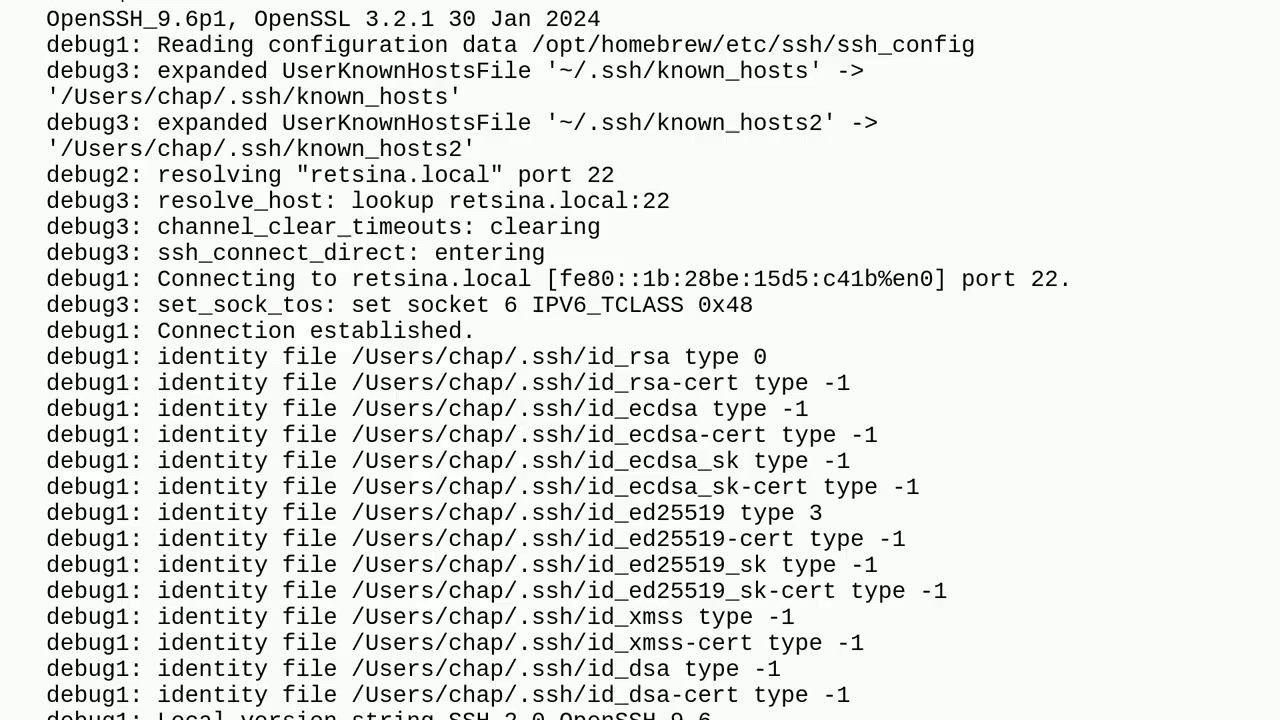 OpenSSH_9.6p1, OpenSSL 3.2.1 30 Jan 2024
debug1: Reading configuration data /opt/homebrew/etc/ssh/ssh_config
debug3: expanded UserKnownHostsFile '~/.ssh/known_hosts' ->
'/Users/chap/.ssh/known_hosts'
debug3: expanded UserKnownHostsFile '~/.ssh/known_hosts2' ->
'/Users/chap/.ssh/known_hosts2'
debug2: resolving "retsina.local" port 22
debug3: resolve_host: lookup retsina.local:22
debug3: channel_clear_timeouts: clearing
debug3: ssh_connect_direct: entering
debug1: Connecting to retsina.local [fe80::1b:28be:15d5:c41b%en0] port 22.
debug3: set_sock_tos: set socket 6 IPV6_TCLASS 0x48
debug1: Connection established.
debug1: identity file /Users/chap/.ssh/id_rsa type 0
debug1: identity file /Users/chap/.ssh/id_rsa-cert type -1
debug1: identity file /Users/chap/.ssh/id_ecdsa type -1
debug1: identity file /Users/chap/.ssh/id_ecdsa-cert type -1
debug1: identity file /Users/chap/.ssh/id_ecdsa_sk type -1
debug1: identity file /Users/chap/.ssh/id_ecdsa_sk-cert type -1
debug1: identity file /Users/chap/.ssh/id_ed25519 type 3
debug1: identity file /Users/chap/.ssh/id_ed25519-cert type -1
debug1: identity file /Users/chap/.ssh/id_ed25519_sk type -1
debug1: identity file /Users/chap/.ssh/id_ed25519_sk-cert type -1
debug1: identity file /Users/chap/.ssh/id_xmss type -1
debug1: identity file /Users/chap/.ssh/id_xmss-cert type -1
debug1: identity file /Users/chap/.ssh/id_dsa type -1
debug1: identity file /Users/chap/.ssh/id_dsa-cert type -1
debug1: Local version string SSH-2.0-OpenSSH_9.6